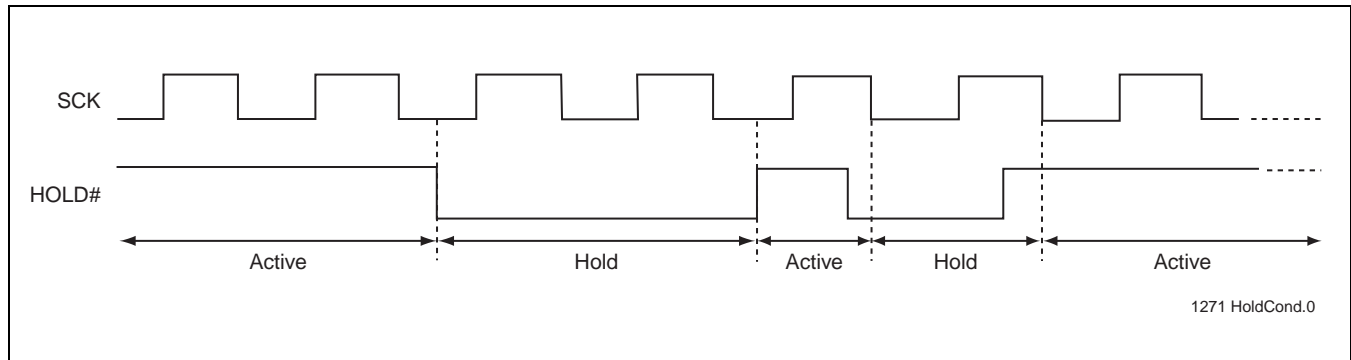 SCK
HOLD#
Active
Hold
Active
Hold
Active
1271 HoldCond.0